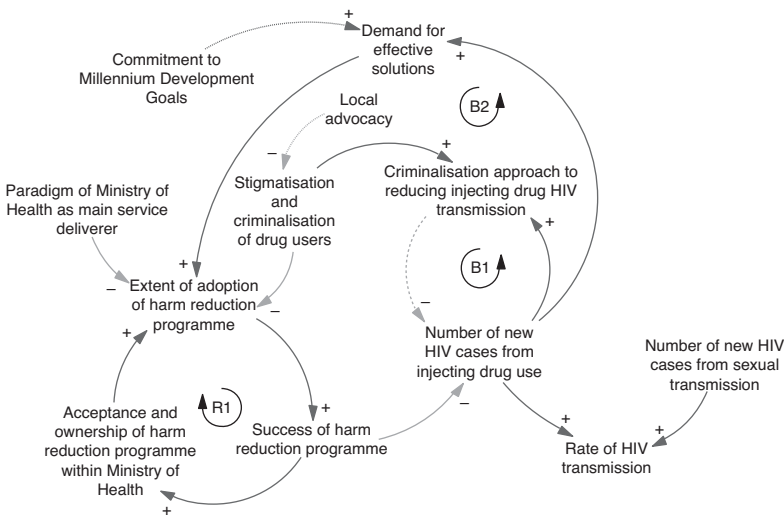 +
Demand for
effective
solutions
+
Commitment to
Millennium Development
Goals
B2
Local
advocacy
–
+
Criminalisation approach to
reducing injecting drug HIV
transmission
+
Paradigm of Ministry of
Health as main service
deliverer
Stigmatisation
and
criminalisation
of drug users
B1
+
–
Extent of adoption
of harm reduction
programme
–
+
–
Number of new
HIV cases from
injecting drug use
–
Number of new HIV
cases from sexual
transmission
R1
Acceptance and
ownership of harm
reduction programme
within Ministry of
Health
+
+
Success of harm
reduction programme
+
+
Rate of HIV
transmission